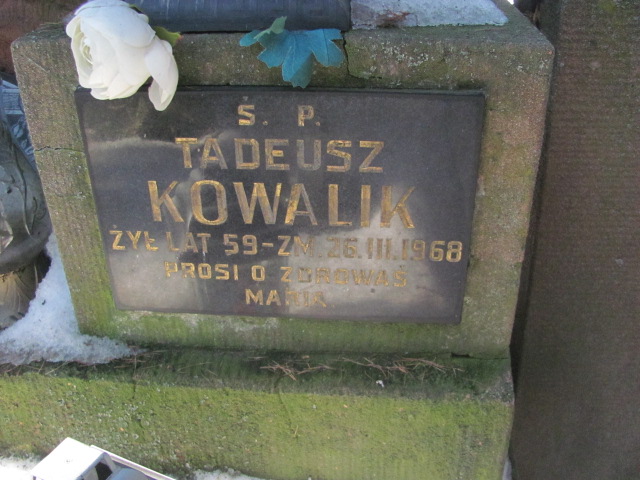 Ś. P.
TADEUSZ
KOWALIK
ŻYŁ LAT 59-ZM. 26.III.1968
PROSI O ZDROWAŚ
MARIA